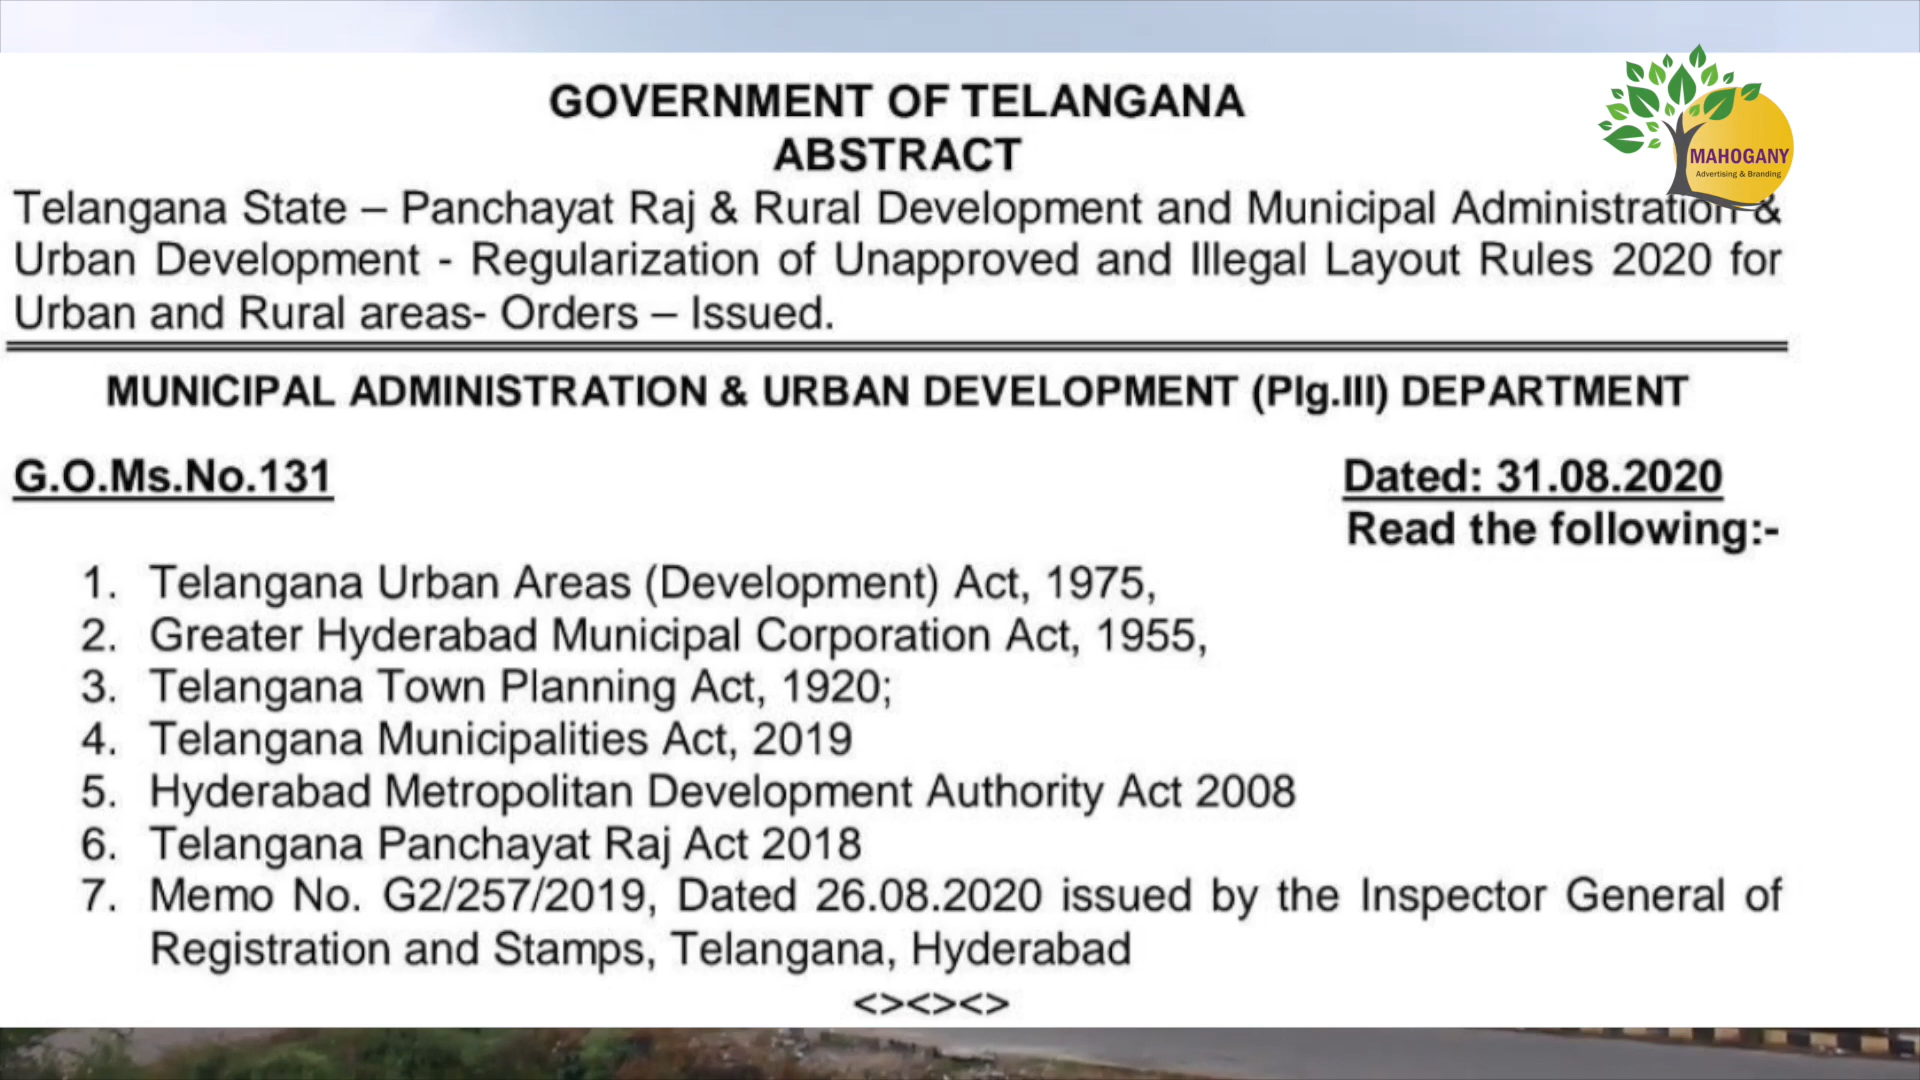 GOVERNMENT OF TELANGANA
ABSTRACT
MAHOGANY
Advertising & Branding
Telangana State – Panchayat Raj & Rural Development and Municipal Administration &
Urban Development - Regularization of Unapproved and Illegal Layout Rules 2020 for
Urban and Rural areas- Orders – Issued.
MUNICIPAL ADMINISTRATION & URBAN DEVELOPMENT (Plg.III) DEPARTMENT
G.O.Ms.No.131 Dated: 31.08.2020
Read the following:-
1. Telangana Urban Areas (Development) Act, 1975,
2. Greater Hyderabad Municipal Corporation Act, 1955,
3. Telangana Town Planning Act, 1920;
4. Telangana Municipalities Act, 2019
5. Hyderabad Metropolitan Development Authority Act 2008
6. Telangana Panchayat Raj Act 2018
7. Memo No. G2/257/2019, Dated 26.08.2020 issued by the Inspector General of
Registration and Stamps, Telangana, Hyderabad
<><><>